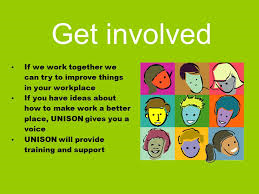 Get involved
• If we work together we
can try to improve things
in your workplace
• If you have ideas about
how to make work a better
place, UNISON gives you a
voice
• UNISON will provide
training and support